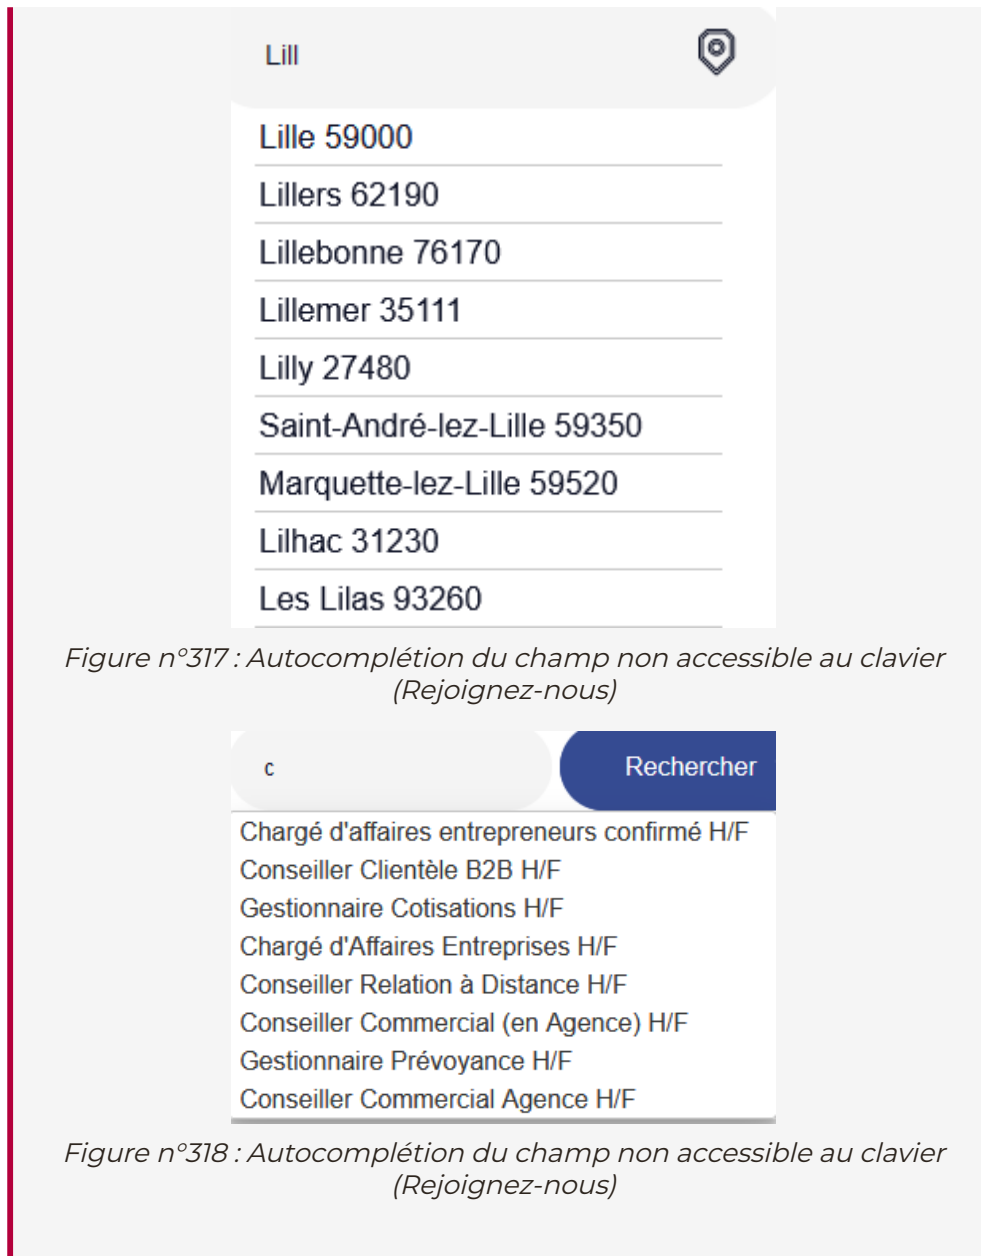 Lill
Lille 59000
Lillers 62190
Lillebonne 76170
Lillemer 35111
Lilly 27480
Saint-André-lez-Lille 59350
Marquette-lez-Lille 59520
Lilhac 31230
Les Lilas 93260
Figure n°317 : Autocomplétion du champ non accessible au clavier
(Rejoignez-nous)
c Rechercher
Chargé d'affaires entrepreneurs confirmé H/F
Conseiller Clientèle B2B H/F
Gestionnaire Cotisations H/F
Chargé d'Affaires Entreprises H/F
Conseiller Relation à Distance H/F
Conseiller Commercial (en Agence) H/F
Gestionnaire Prévoyance H/F
Conseiller Commercial Agence H/F
Figure n°318 : Autocomplétion du champ non accessible au clavier
(Rejoignez-nous)